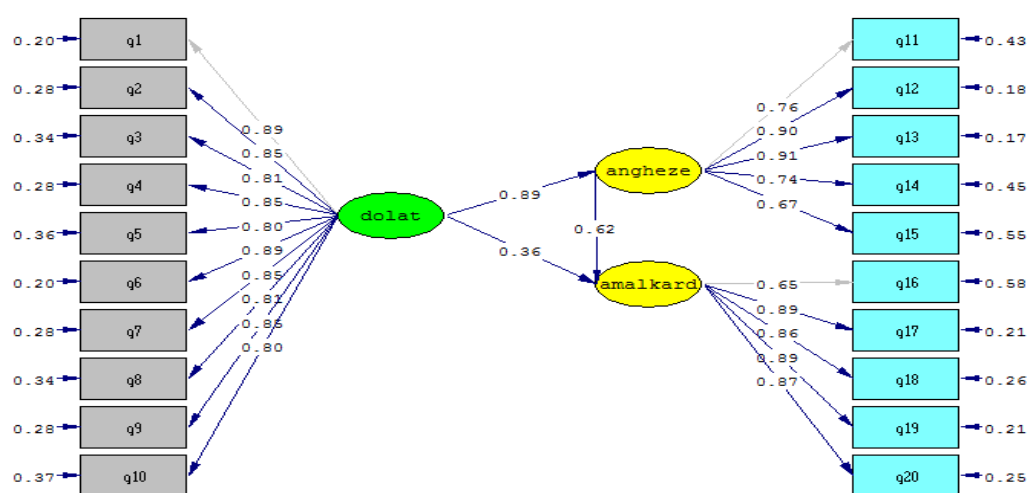 0.20 q1
0.28 q2
0.34 q3
0.28 q4
0.36 q5
0.20 q6
0.28 q7
0.34 q8
0.28 q9
0.37 q10
0.89
0.85
0.81
0.85
0.80
0.89
0.85
0.81
0.85
0.80
dolat
0.89
0.36
angheze
0.62
amalkard
0.76
0.90
0.91
0.74
0.67
0.65
0.89
0.86
0.89
0.87
q11 0.43
q12 0.18
q13 0.17
q14 0.45
q15 0.55
q16 0.58
q17 0.21
q18 0.26
q19 0.21
q20 0.25